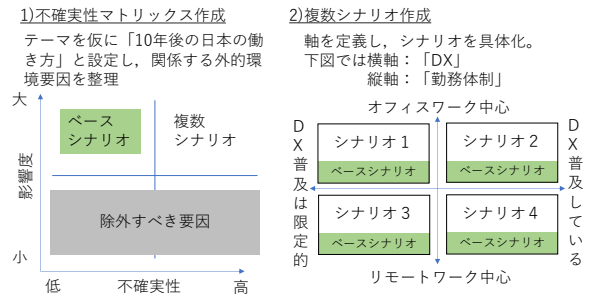 1)不確実性マトリックス作成
テーマを仮に「10年後の日本の働
き方」と設定し，関係する外的環
境要因を整理
大
影響度
小
ベース
シナリオ
複数
シナリオ
除外すべき要因
低
不確実性
高
2)複数シナリオ作成
軸を定義し，シナリオを具体化。
下図では横軸：「DX」
縦軸：「勤務体制」
オフィスワーク中心
DX普及は限定的
シナリオ1
ベースシナリオ
シナリオ2
ベースシナリオ
シナリオ3
ベースシナリオ
シナリオ4
ベースシナリオ
DX普及している
リモートワーク中心